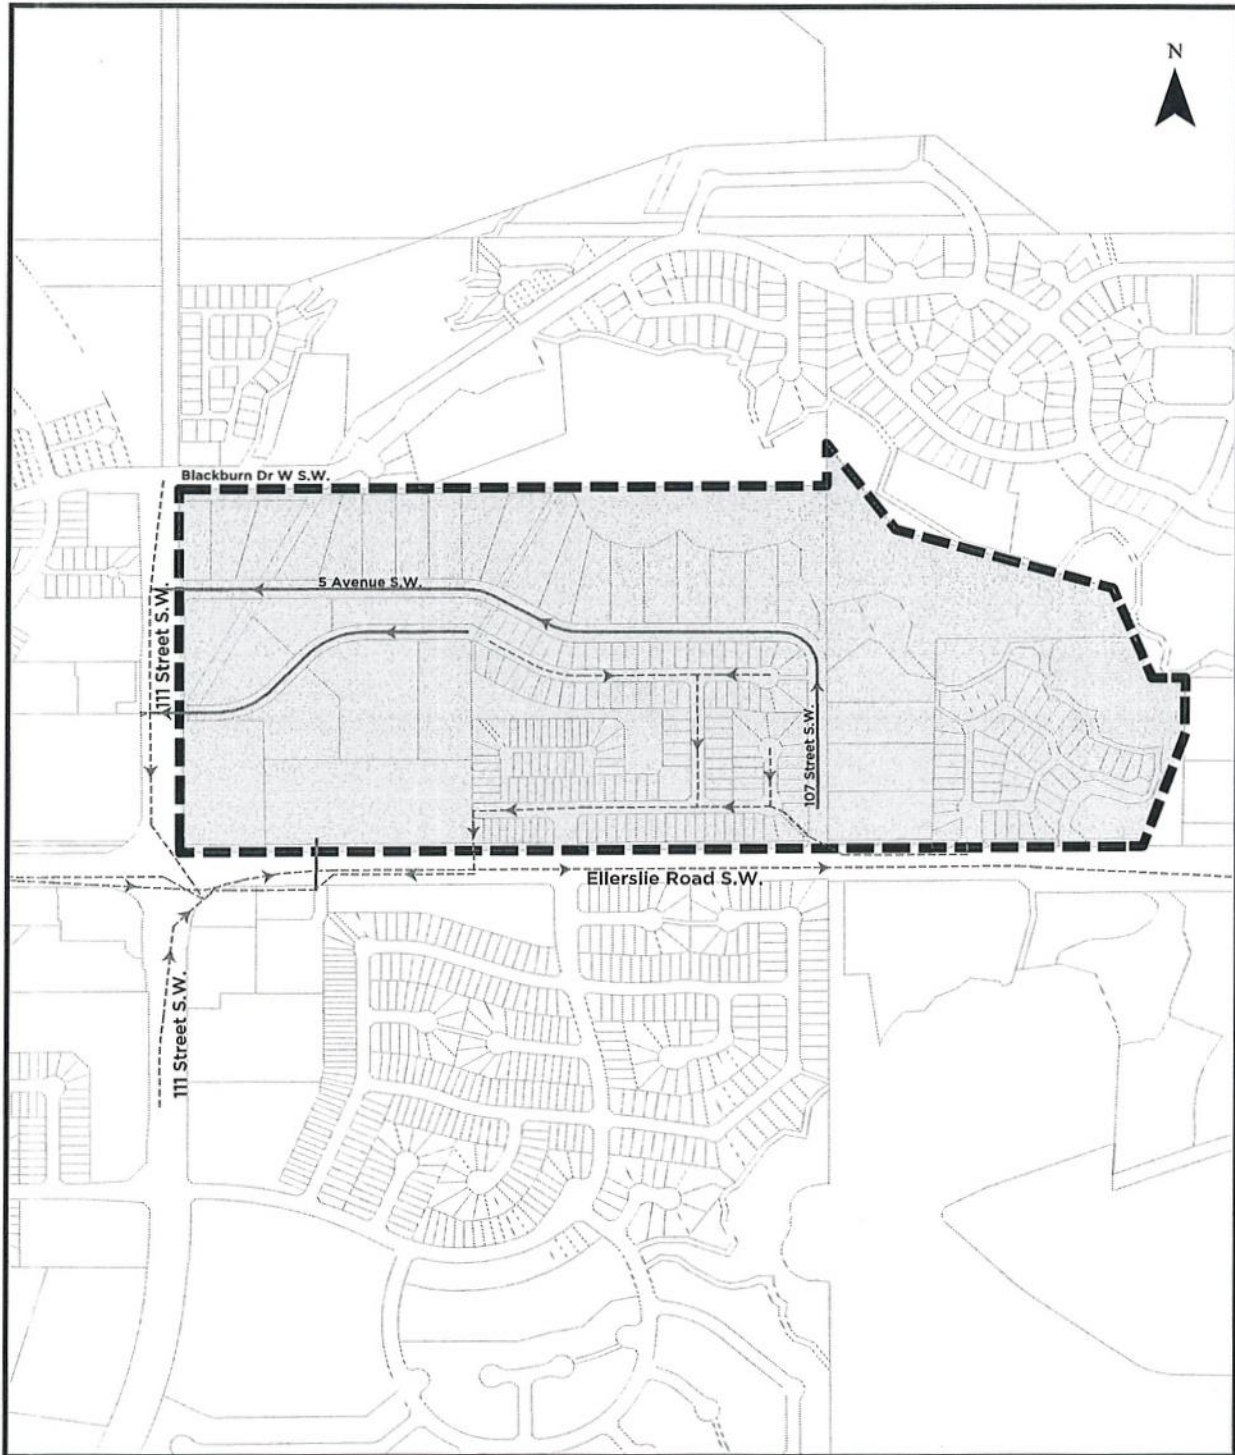 N
Blackburn Dr W S.W.
5 Avenue S.W.
111 Street S.W.
107 Street S.W.
Ellerslie Road S.W.
111 Street S.W.